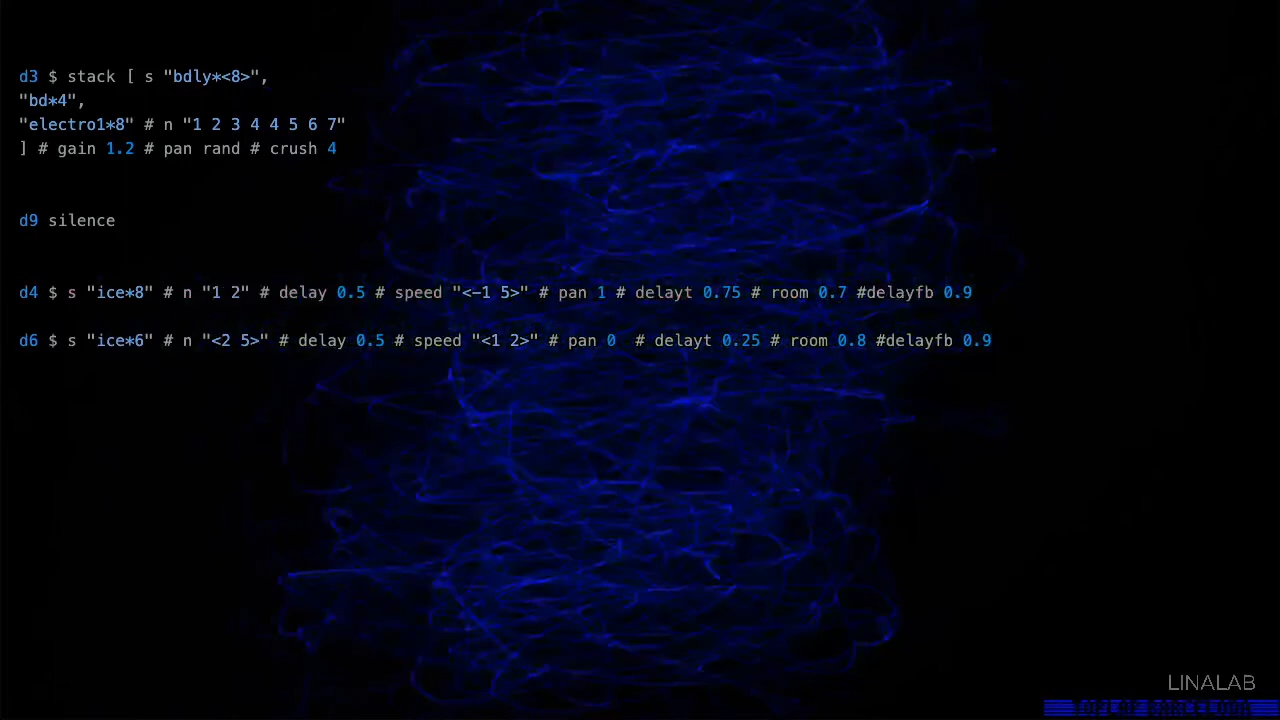 d3 $ stack [ s "bdly*<8>",
"bd*4",
"electro1*8" # n "1 2 3 4 4 5 6 7"
] # gain 1.2 # pan rand # crush 4
d9 silence
d4 $ s "ice*8" # n "1 2" # delay 0.5 # speed "<-1 5>" # pan 1 # delayt 0.75 # room 0.7 #delayfb 0.9
d6 $ s "ice*6" # n "<2 5>" # delay 0.5 # speed "<1 2>" # pan 0  # delayt 0.25 # room 0.8 #delayfb 0.9
LINALAB
TOPLAP BARCELONA